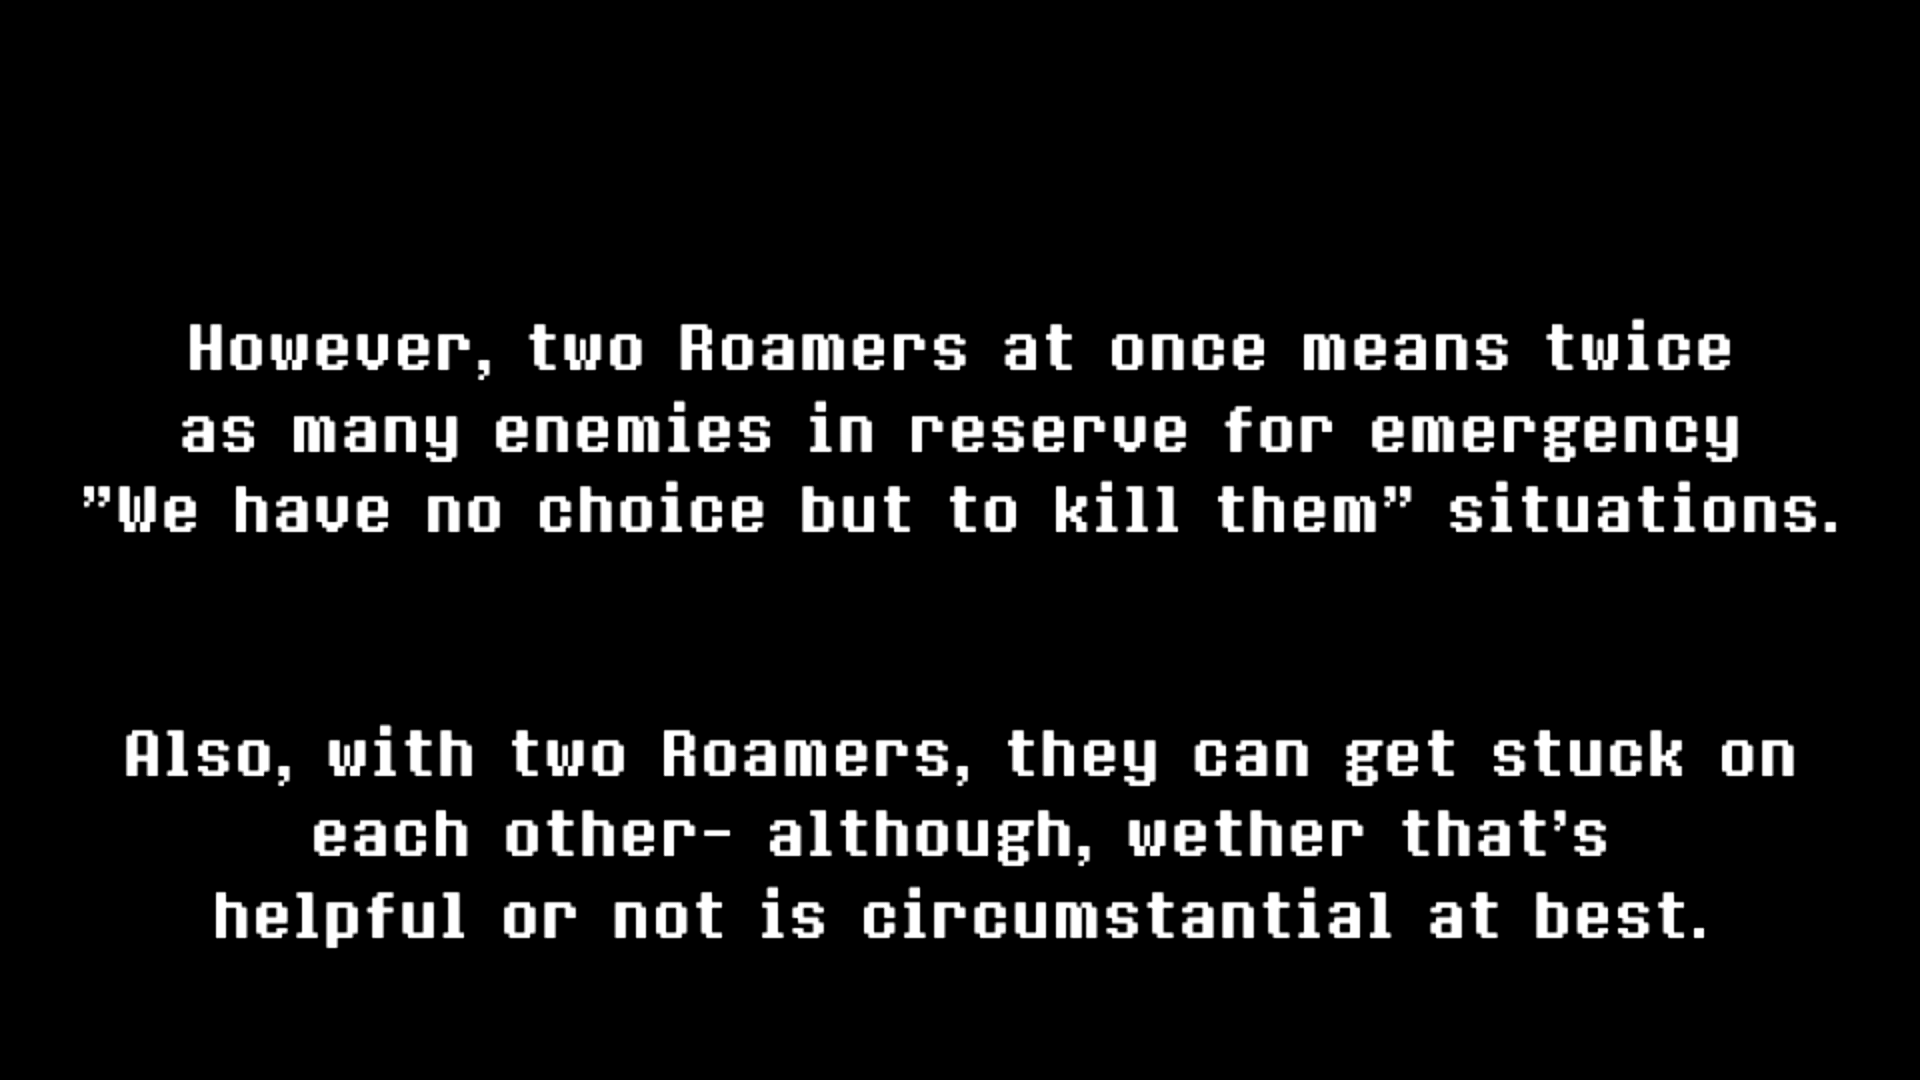 However, two Roamers at once means twice
as many enemies in reserve for emergency
”We have no choice but to kill them” situations.
Also, with two Roamers, they can get stuck on
each other- although, wether that’s
helpful or not is circumstantial at best.